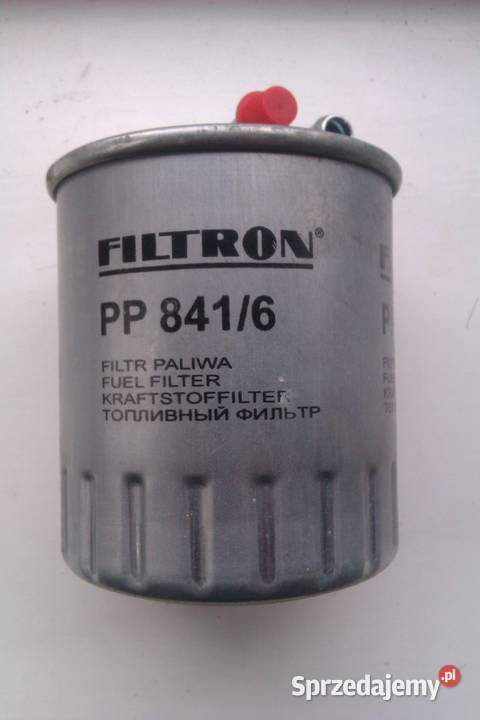 FILTRON®
PP 841/6
FILTR PALIWA
FUEL FILTER
KRAFTSTOFFILTER
ТОПЛИВНЫЙ ФИЛЬТР
Sprzedajemy.pl